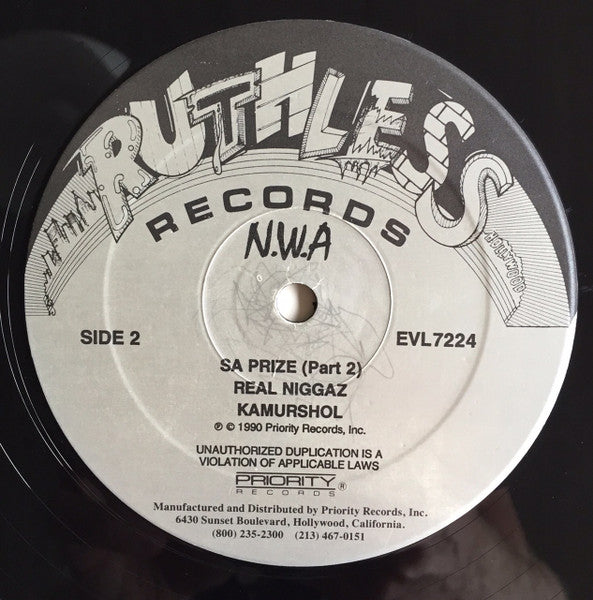 RUTHLESS
RECORDS
HOLLYWOOD
N.W.A
SIDE 2
EVL7224
SA PRIZE (Part 2)
REAL NIGGAZ
KAMURSHOL
℗ © 1990 Priority Records, Inc.
UNAUTHORIZED DUPLICATION IS A
VIOLATION OF APPLICABLE LAWS
PRIORITY
RECORDS ®
Manufactured and Distributed by Priority Records, Inc.
6430 Sunset Boulevard, Hollywood, California.
(800) 235-2300 (213) 467-0151